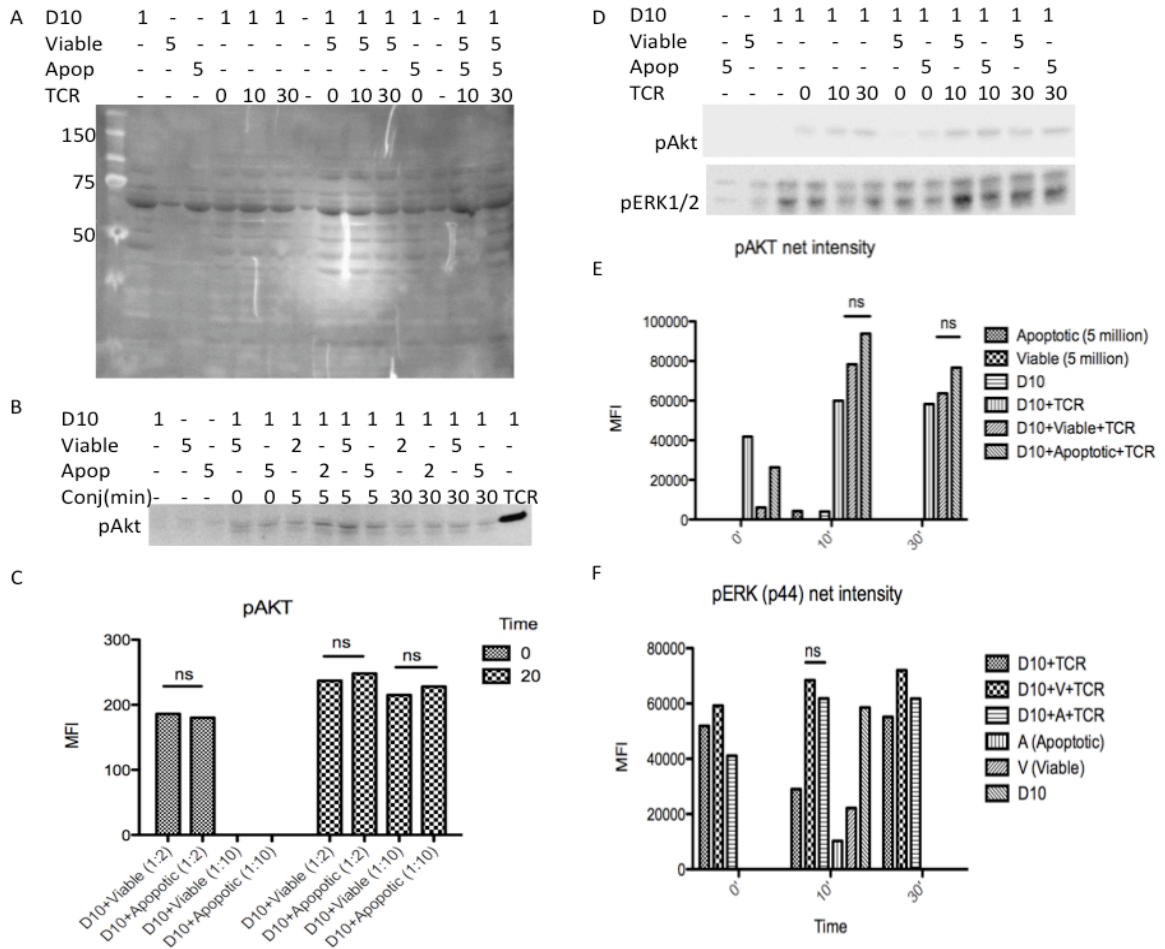 A
D10 1 - - 1 1 1 - 1 1 1 1 - 1 1
Viable - 5 - - - - - 5 5 5 - - 5 5
Apop - - 5 - - - - - - - 5 - 5 5
TCR - - - 0 10 30 - 0 10 30 0 - 10 30
150
75
50
B
D10 1 - - 1 1 1 1 1 1 1 1 1 1 1
Viable - 5 - 5 - 2 - 5 - 2 - 5 - -
Apop - - 5 - 5 - 2 - 5 - 2 - 5 -
Conj(min) - - - 0 0 5 5 5 5 30 30 30 30 TCR
pAkt
C
pAKT
Time
0
20
MFI
300
200
100
0
ns
ns
ns
D10+Viable (1:2)
D10+Apoptotic (1:2)
D10+Viable (1:10)
D10+Apoptotic (1:10)
D10+Viable (1:2)
D10+Apoptotic (1:2)
D10+Viable (1:10)
D10+Apoptotic (1:10)
D
D10 - - 1 1 1 1 1 1 1 1 1 1
Viable - 5 - - - - 5 - 5 - 5 -
Apop 5 - - - - - - 5 - 5 - 5
TCR - - - 0 10 30 0 0 10 10 30 30
pAkt
pERK1/2
E
pAKT net intensity
MFI
100000
80000
60000
40000
20000
0
ns
ns
0'
10'
30'
Apoptotic (5 million)
Viable (5 million)
D10
D10+TCR
D10+Viable+TCR
D10+Apoptotic+TCR
F
pERK (p44) net intensity
MFI
80000
60000
40000
20000
0
ns
0'
10'
30'
Time
D10+TCR
D10+V+TCR
D10+A+TCR
A (Apoptotic)
V (Viable)
D10